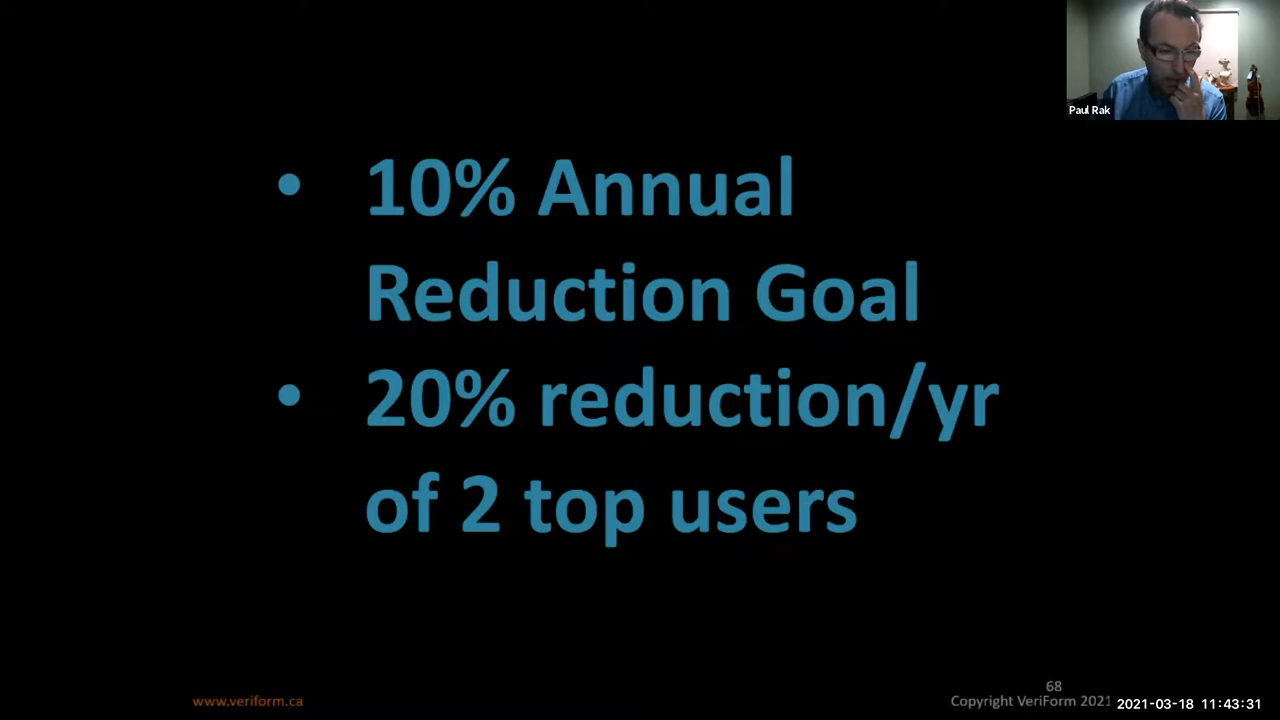 Paul Rak
• 10% Annual
Reduction Goal
• 20% reduction/yr
of 2 top users
68
www.veriform.ca
Copyright VeriForm 2021
2021-03-18 11:43:31